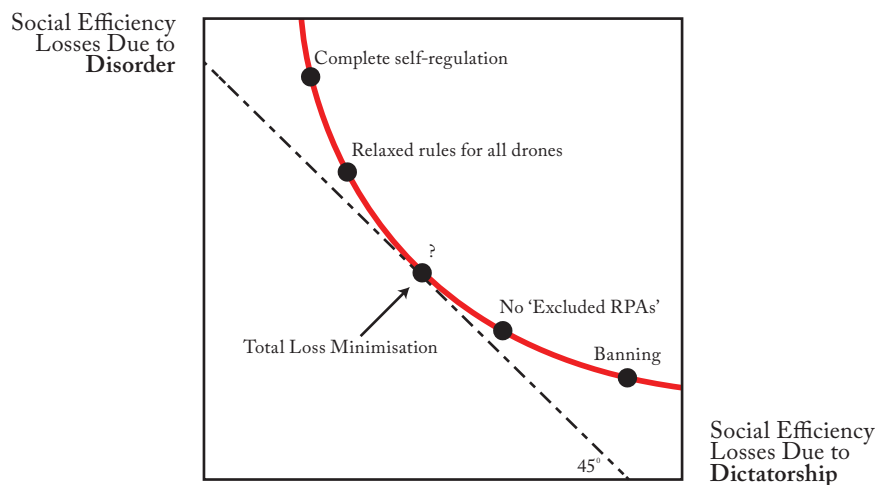 Social Efficiency
Losses Due to
Disorder
Complete self-regulation
Relaxed rules for all drones
?
No ‘Excluded RPAs’
Total Loss Minimisation
Banning
45°
Social Efficiency
Losses Due to
Dictatorship